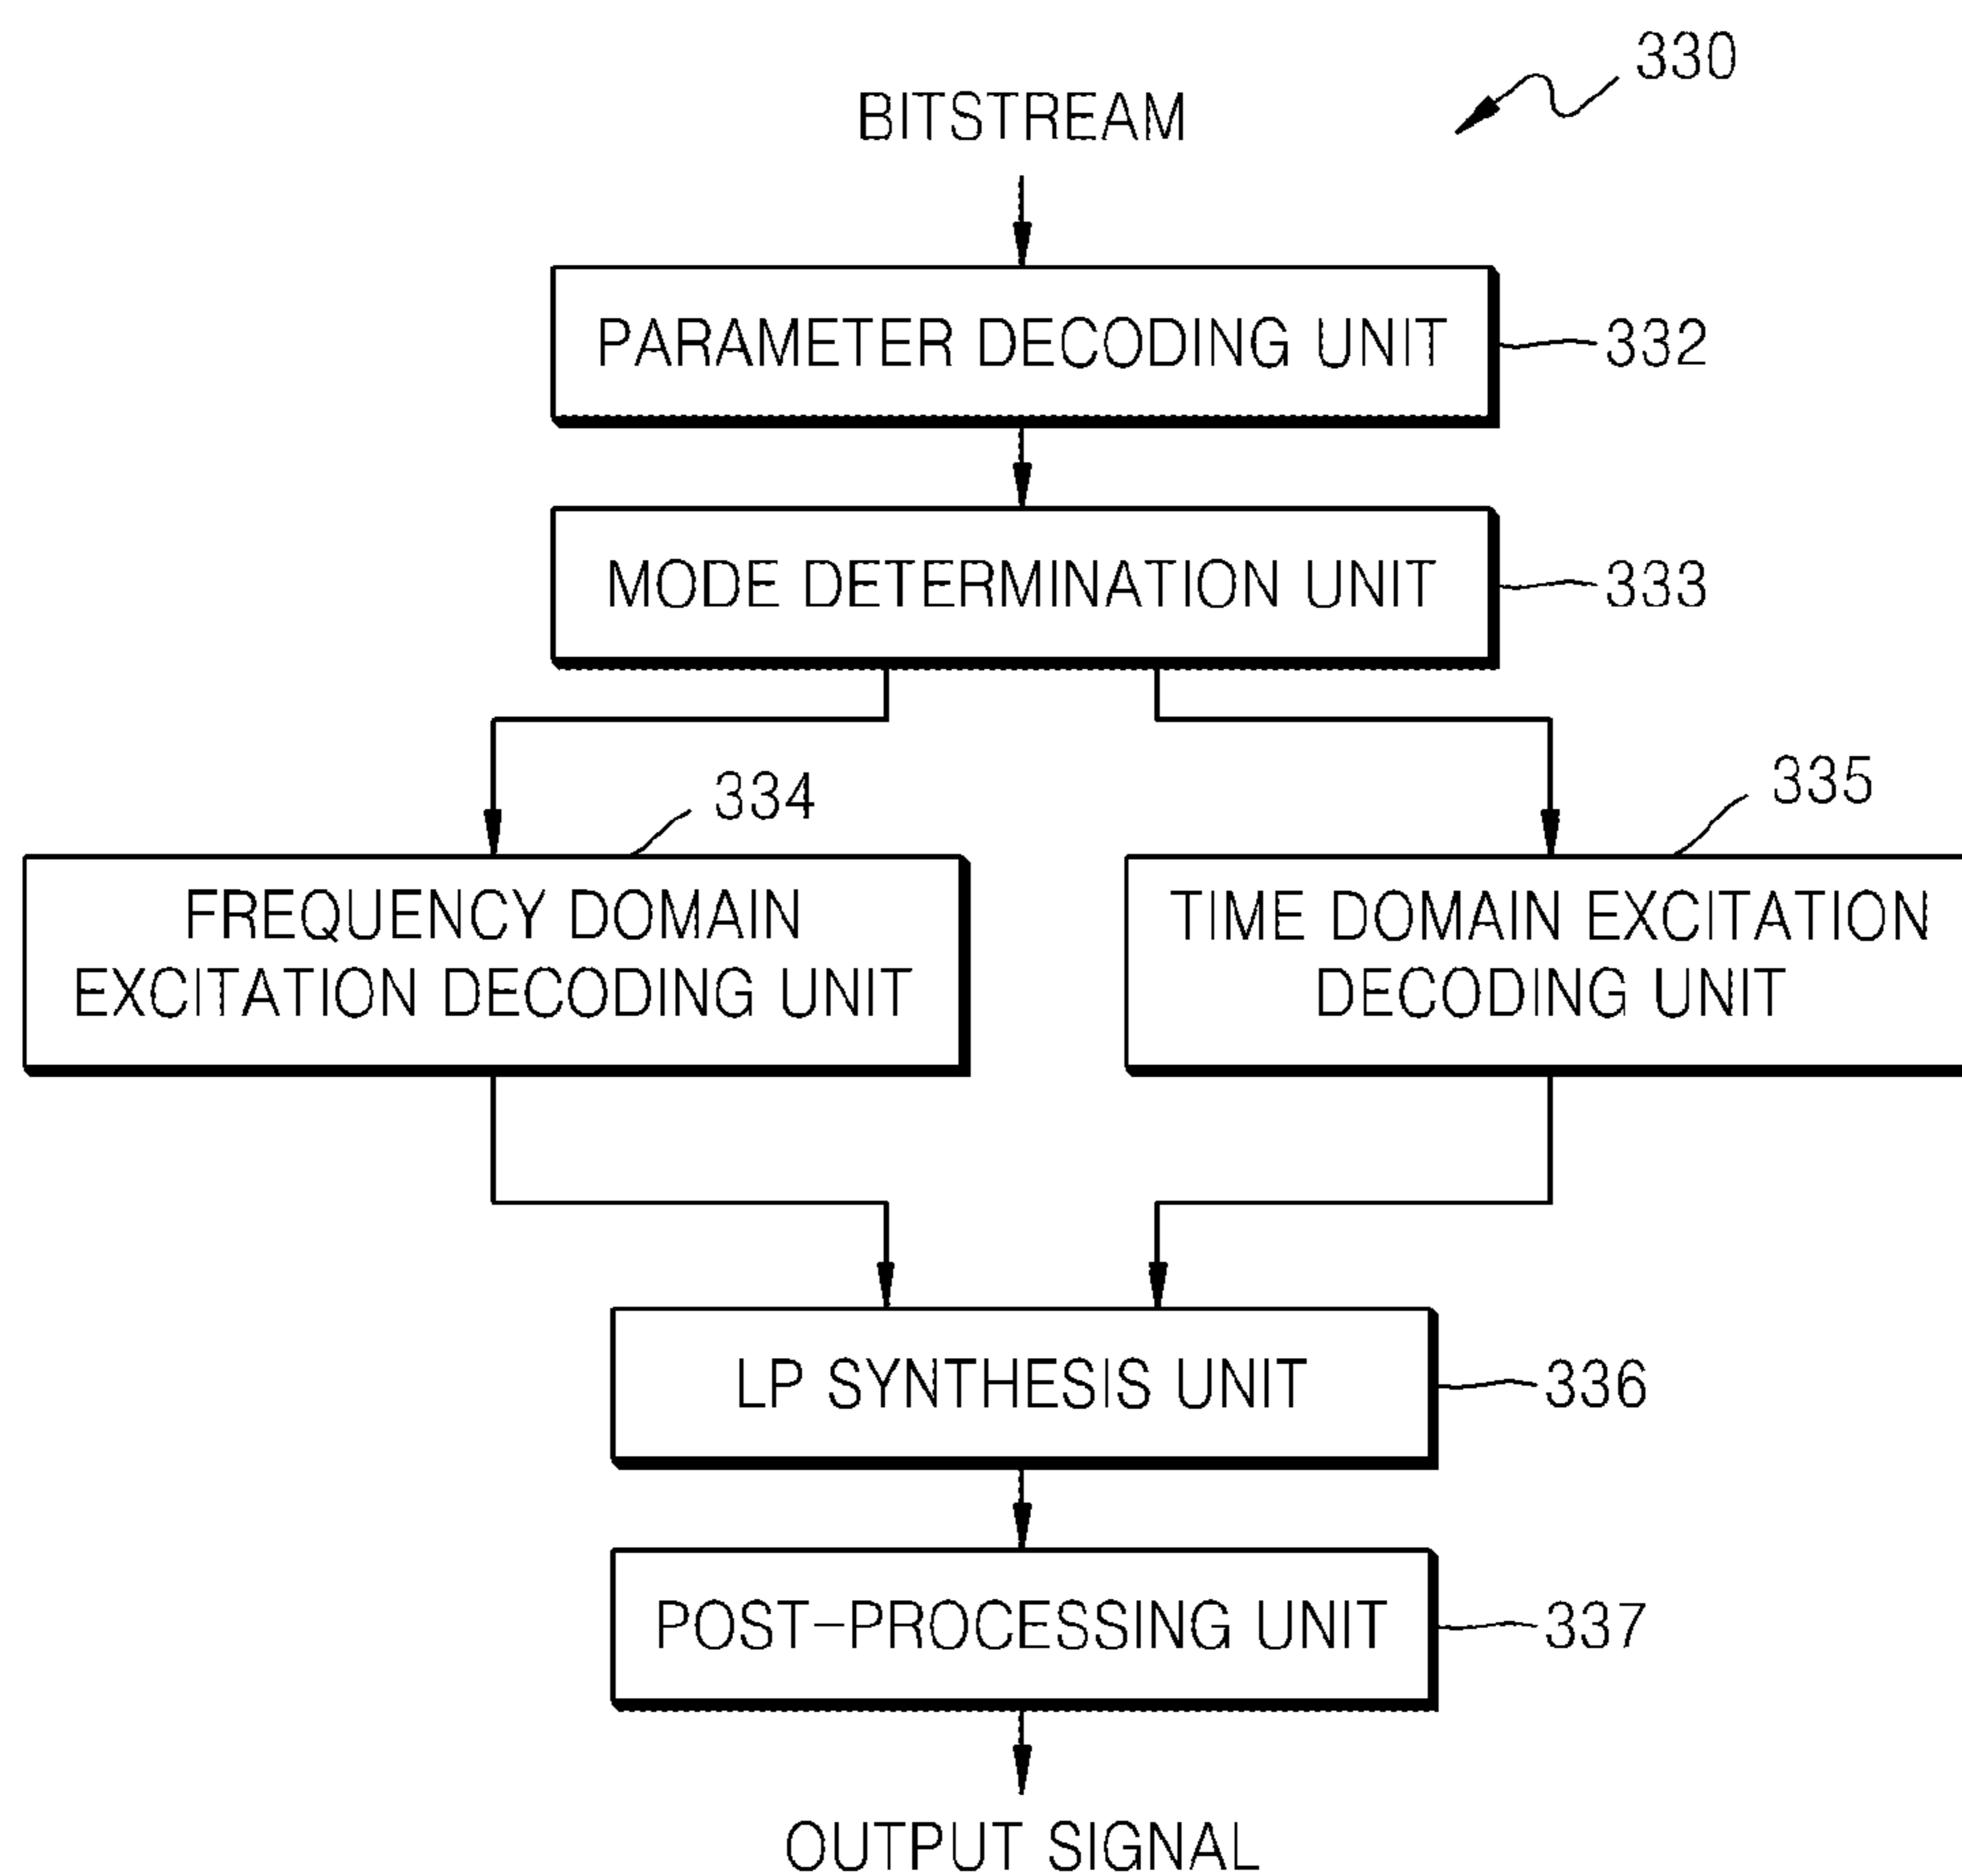 330
BITSTREAM
PARAMETER DECODING UNIT
332
MODE DETERMINATION UNIT
333
334
335
FREQUENCY DOMAIN
EXCITATION DECODING UNIT
TIME DOMAIN EXCITATION
DECODING UNIT
LP SYNTHESIS UNIT
336
POST-PROCESSING UNIT
337
OUTPUT SIGNAL